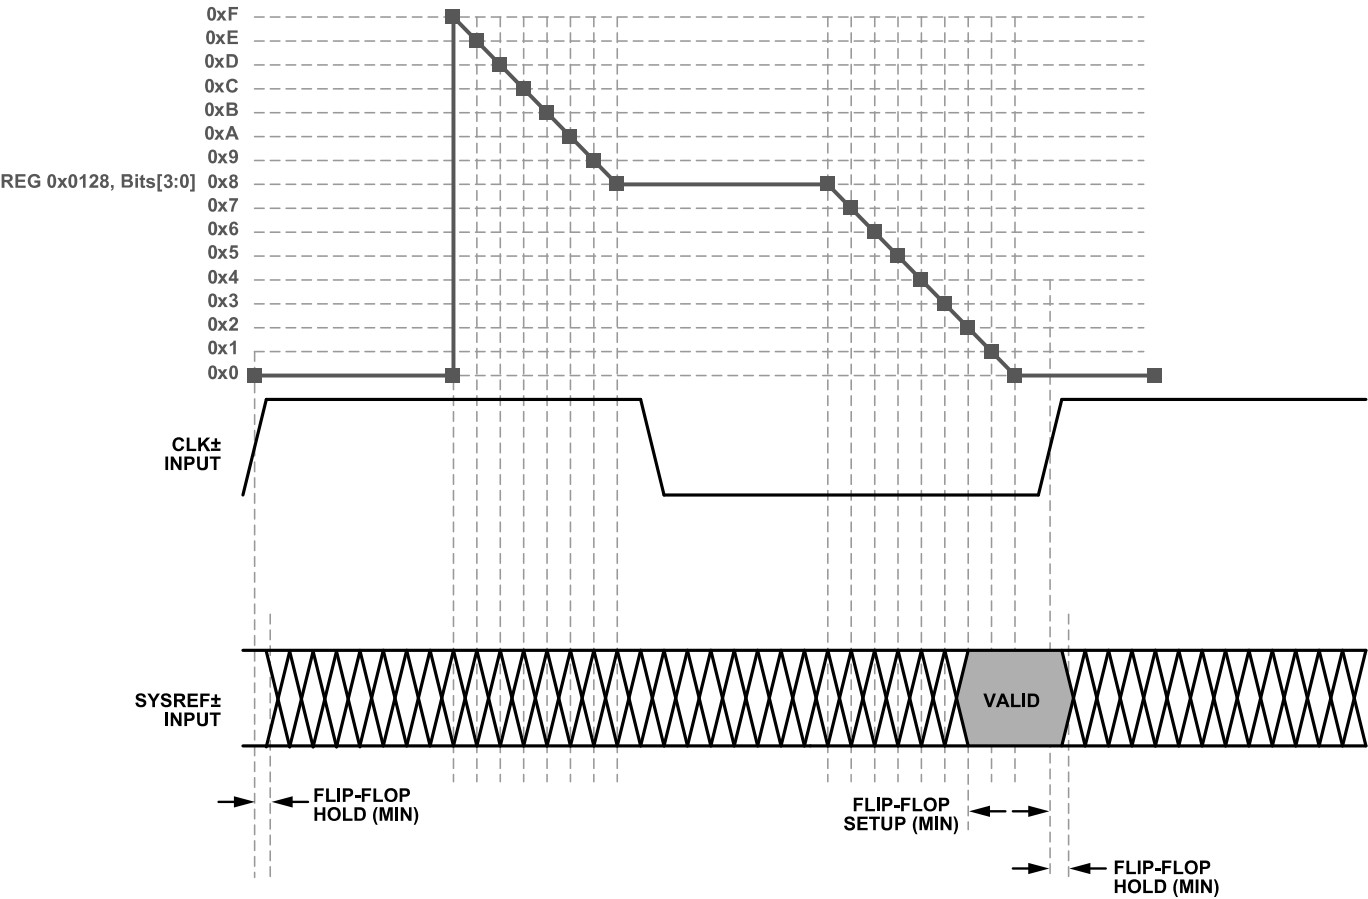 0xF
0xE
0xD
0xC
0xB
0xA
0x9
REG 0x0128, Bits[3:0] 0x8
0x7
0x6
0x5
0x4
0x3
0x2
0x1
0x0
CLK±
INPUT
SYSREF±
INPUT
VALID
FLIP-FLOP
HOLD (MIN)
FLIP-FLOP
SETUP (MIN)
FLIP-FLOP
HOLD (MIN)